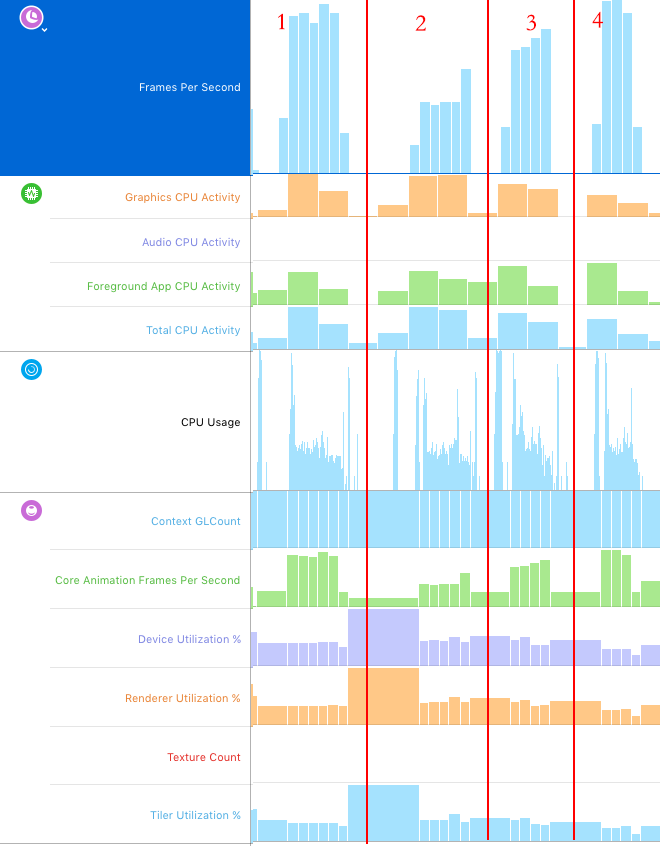 1 2 3 4
Frames Per Second
Graphics CPU Activity
Audio CPU Activity
Foreground App CPU Activity
Total CPU Activity
CPU Usage
Context GLCount
Core Animation Frames Per Second
Device Utilization %
Renderer Utilization %
Texture Count
Tiler Utilization %